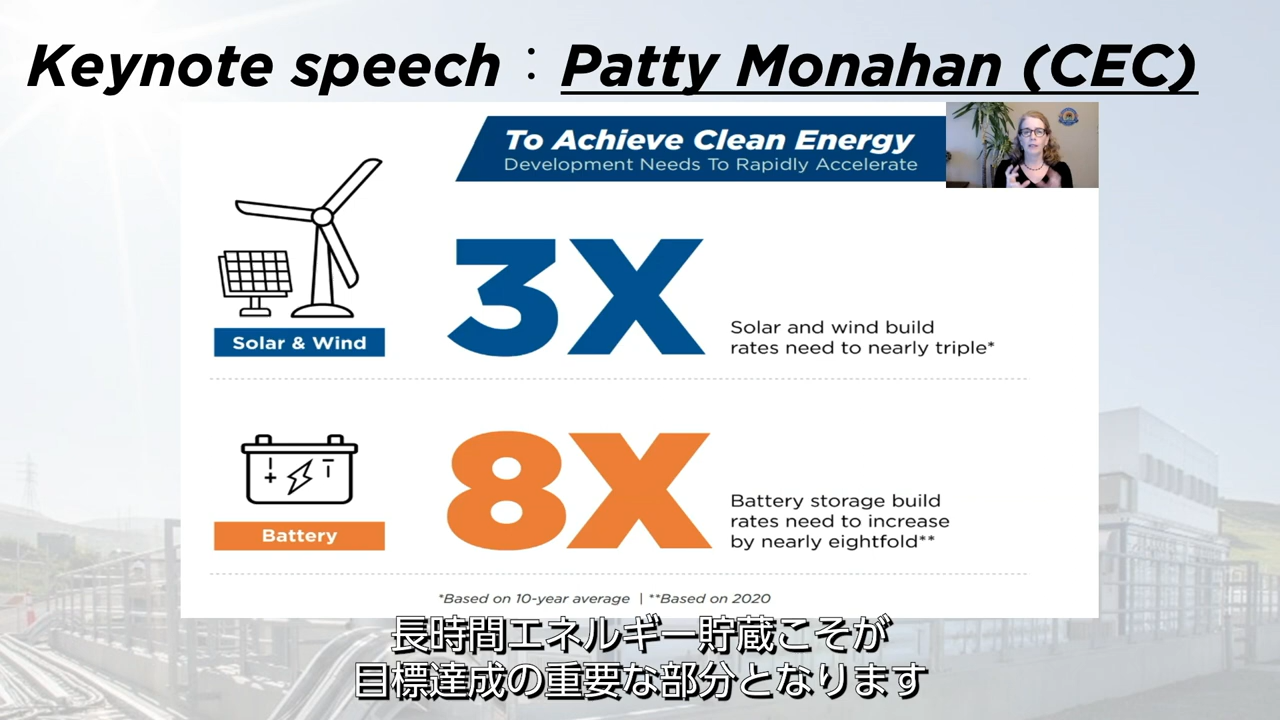 Keynote speech：Patty Monahan (CEC)
To Achieve Clean Energy
Development Needs To Rapidly Accelerate
3X
Solar and wind build
rates need to nearly triple*
Solar & Wind
8X
Battery storage build
rates need to increase
by nearly eightfold**
Battery
*Based on 10-year average | **Based on 2020
長時間エネルギー貯蔵こそが
目標達成の重要な部分となります